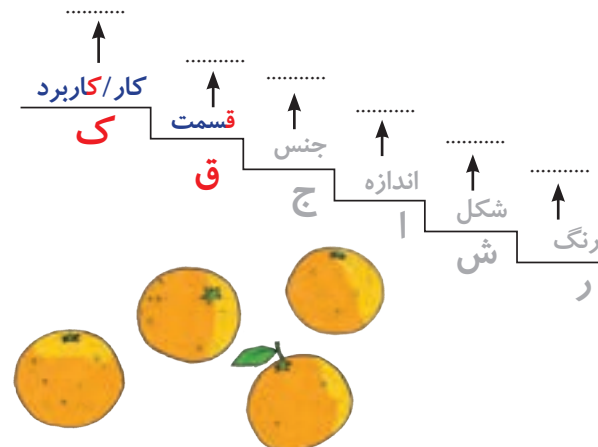 کار/کاربرد
ک
قسمت
ق
جنس
ج
اندازه
ا
شکل
ش
رنگ
ر